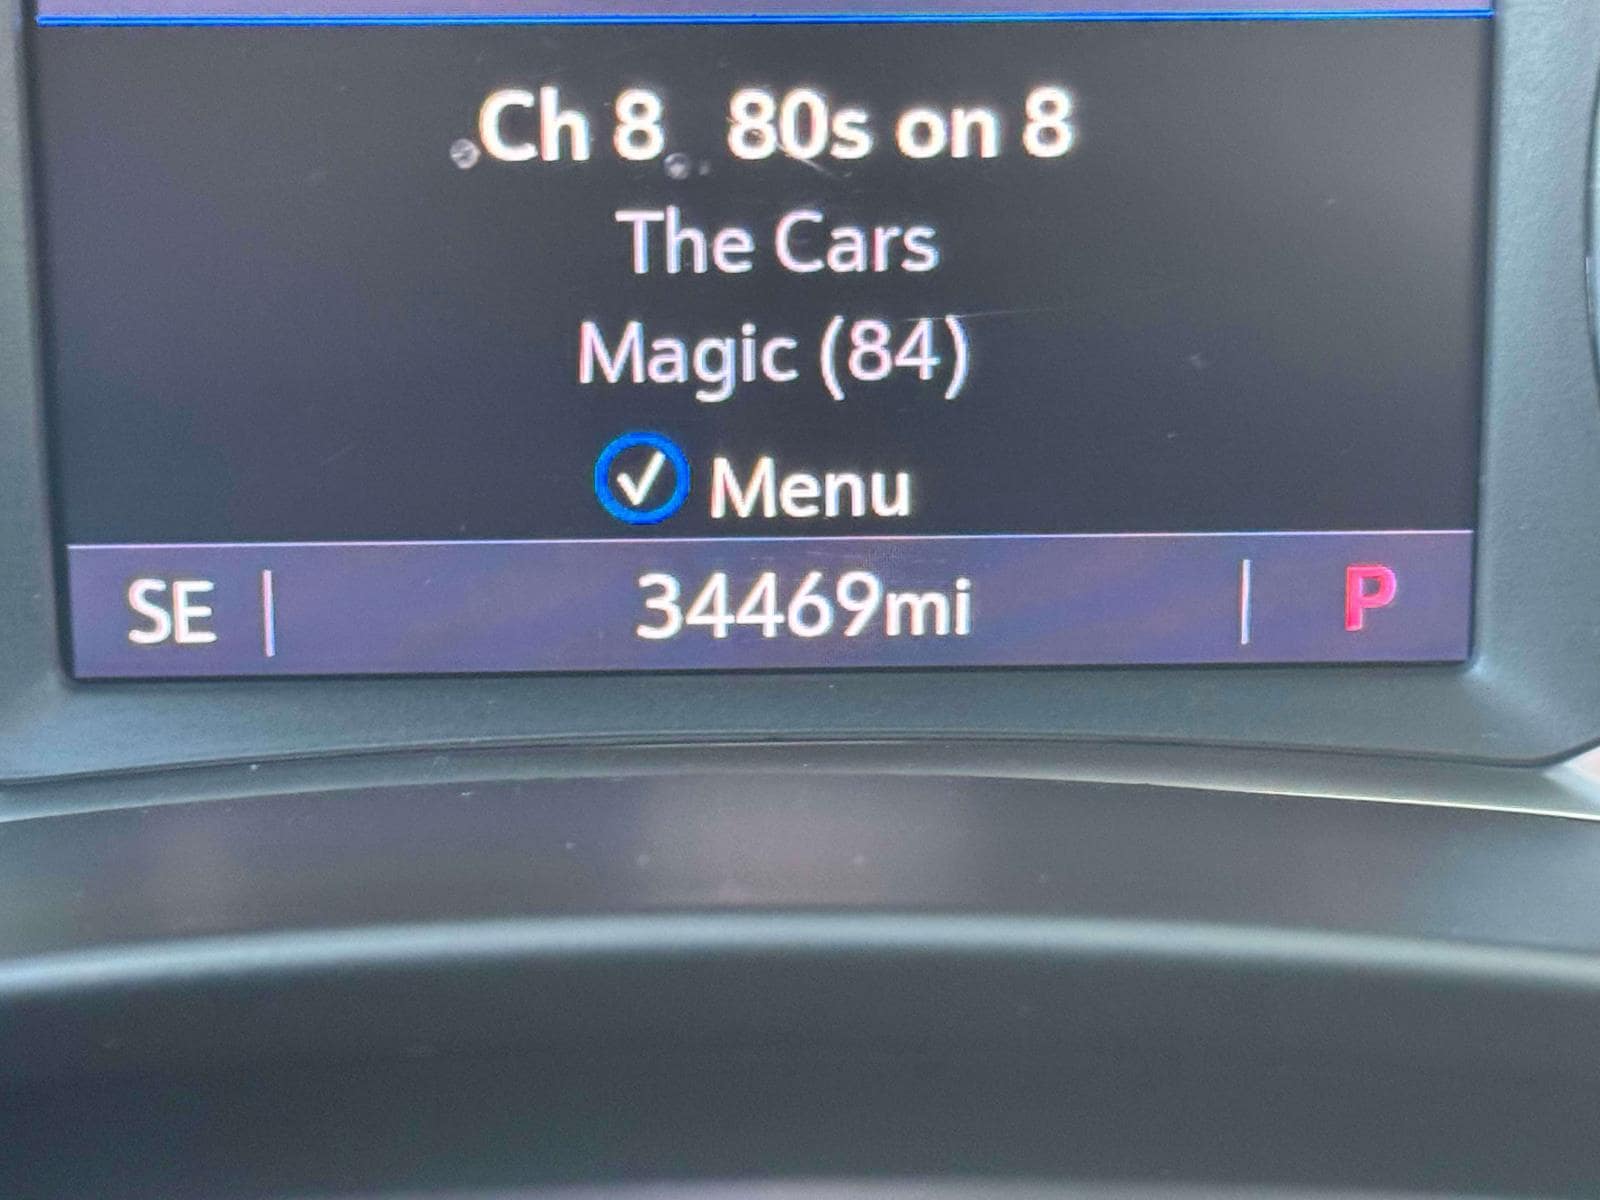 Ch 8 80s on 8
The Cars
Magic (84)
Menu
SE 34469mi P